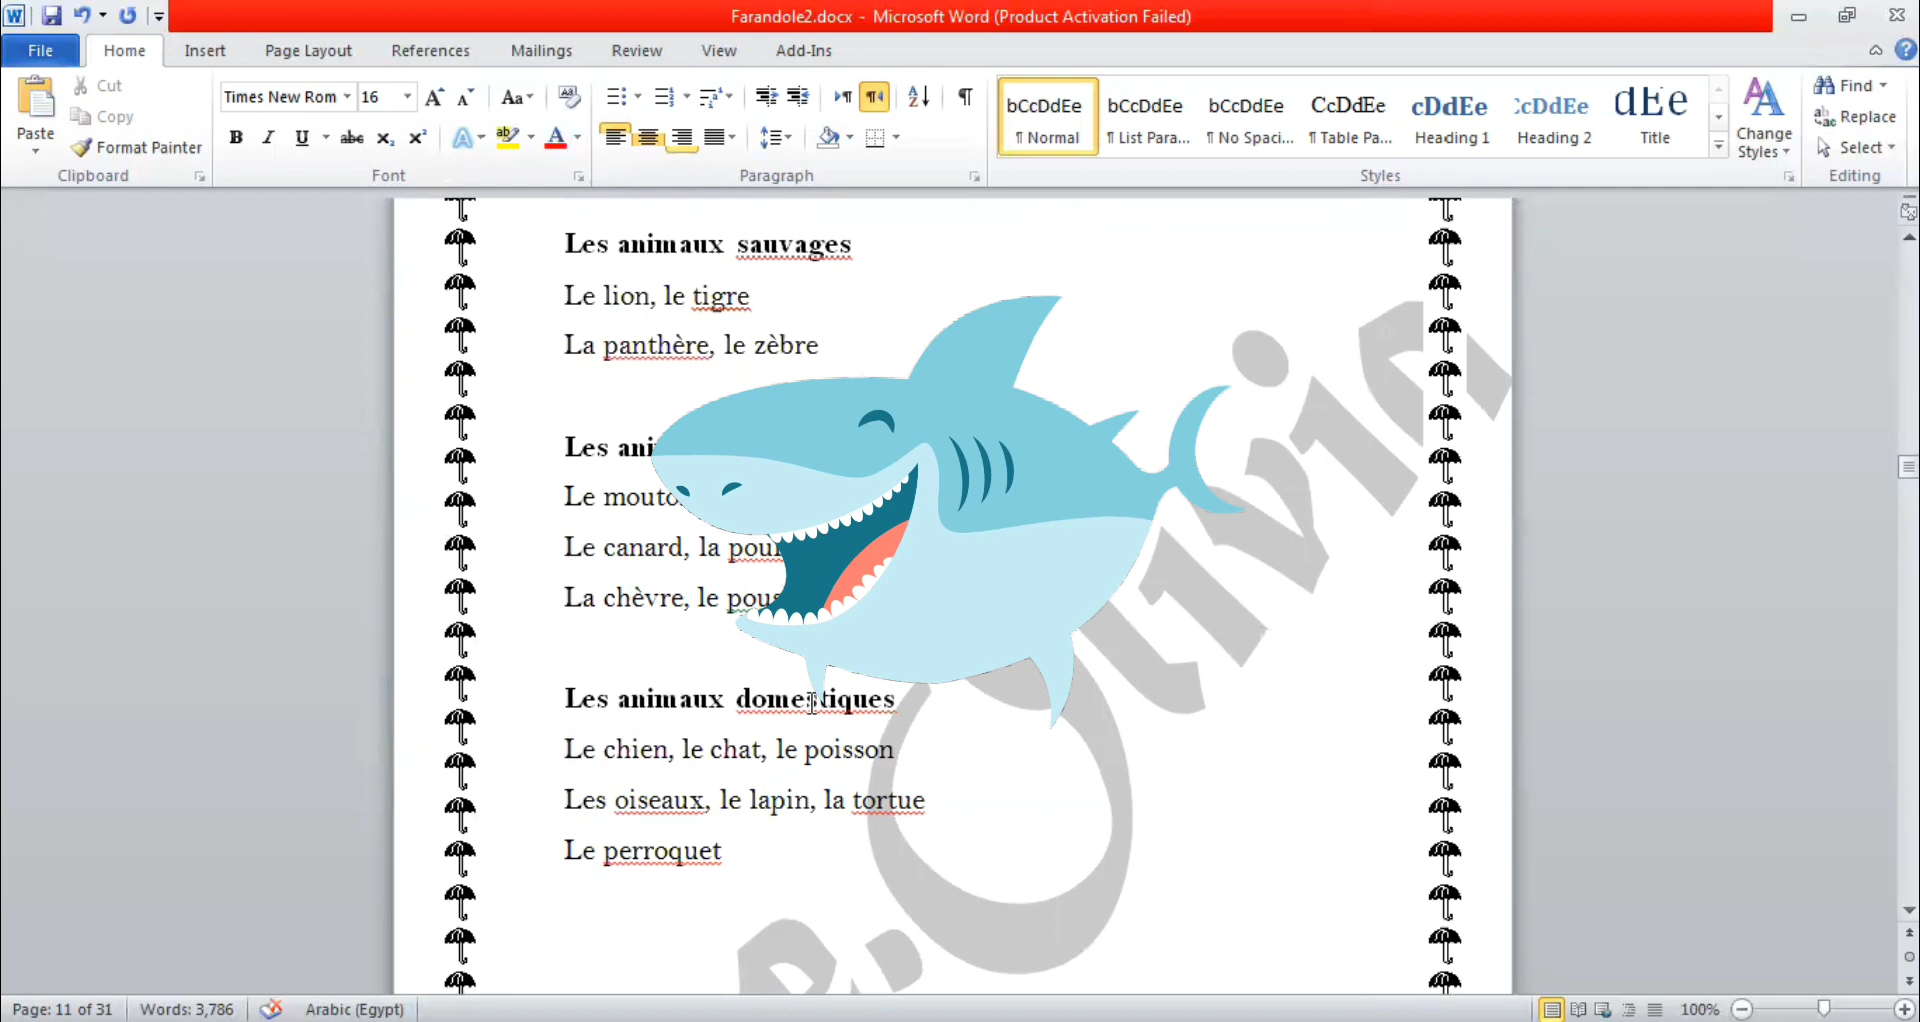 Farandole2.docx - Microsoft Word (Product Activation Failed)
File Home Insert Page Layout References Mailings Review View Add-Ins
Paste
Cut
Copy
Format Painter
Clipboard
Times New Rom 16
Font
Paragraph
bCcDdEe bCcDdEe bCcDdEe CcDdEe cDdEe CcDdEe dEe
¶ Normal ¶ List Para... ¶ No Spaci... ¶ Table Pa... Heading 1 Heading 2 Title
Change Styles
Styles
Find
Replace
Select
Editing
Les animaux sauvages
Le lion, le tigre
La panthère, le zèbre
Les
Le
Le canard, la
La chèvre, le
Les animaux domestiques
Le chien, le chat, le poisson
Les oiseaux, le lapin, la tortue
Le perroquet
Page: 11 of 31 Words: 3,786 Arabic (Egypt) 100%